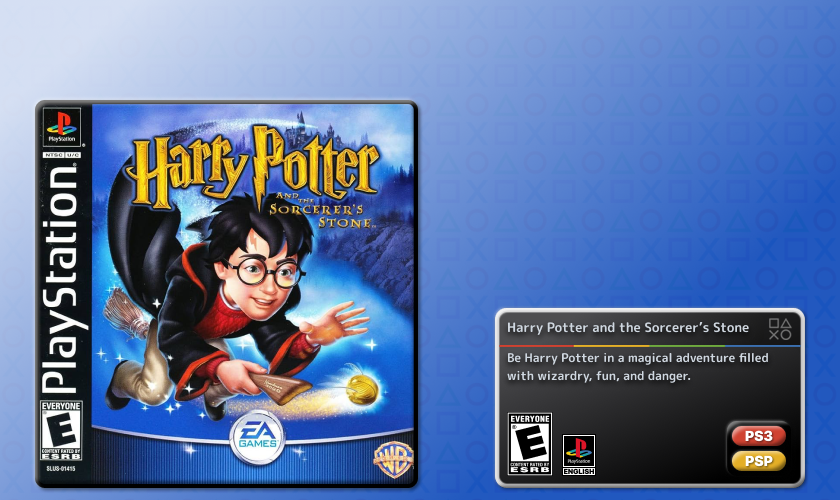 PlayStation
NTSC U/C
PlayStation
Harry Potter
AND THE
SORCERER'S
STONE
EVERYONE
E
CONTENT RATED BY
ESRB
SLUS-01415
EA
GAMES
WB
Harry Potter and the Sorcerer's Stone
Be Harry Potter in a magical adventure filled
with wizardry, fun, and danger.
EVERYONE
E
CONTENT RATED BY
ESRB
PlayStation
ENGLISH
PS3
PSP